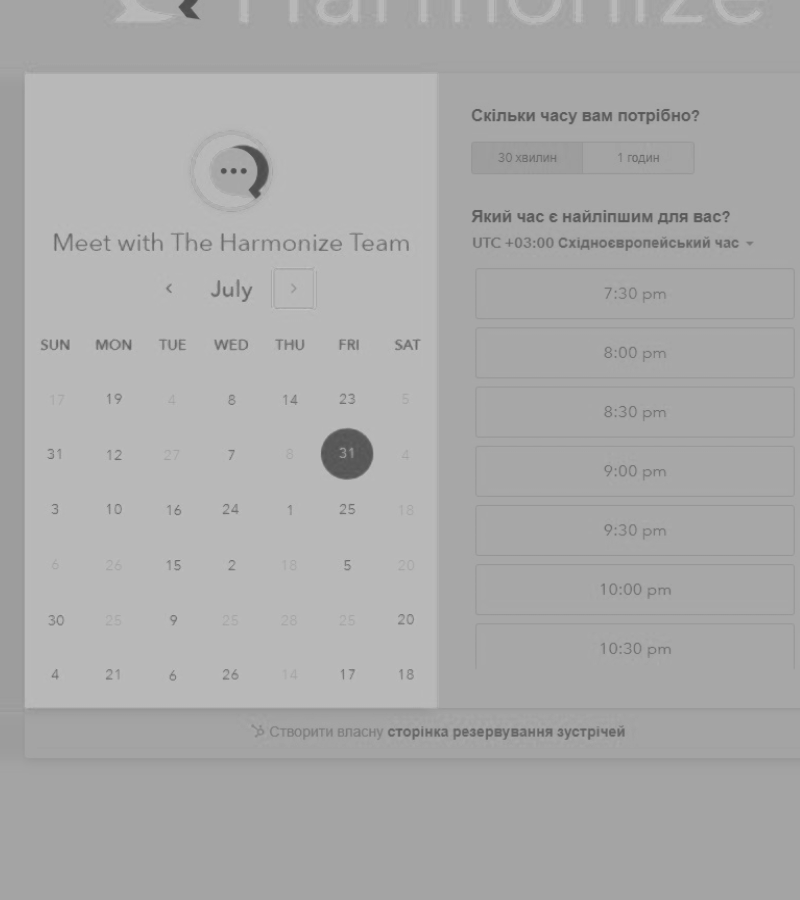 Harmonize
Meet with The Harmonize Team
July
SUN MON TUE WED THU FRI SAT
17 19 4 8 14 23 5
31 12 27 7 8 31 4
3 10 16 24 1 25 18
6 26 15 2 18 5 20
30 25 9 25 28 25 20
4 21 6 26 14 17 18
Скільки часу вам потрібно?
30 хвилин 1 годин
Який час є найліпшим для вас?
UTC +03:00 Східноєвропейський час
7:30 pm
8:00 pm
8:30 pm
9:00 pm
9:30 pm
10:00 pm
10:30 pm
Створити власну сторінка резервування зустрічей